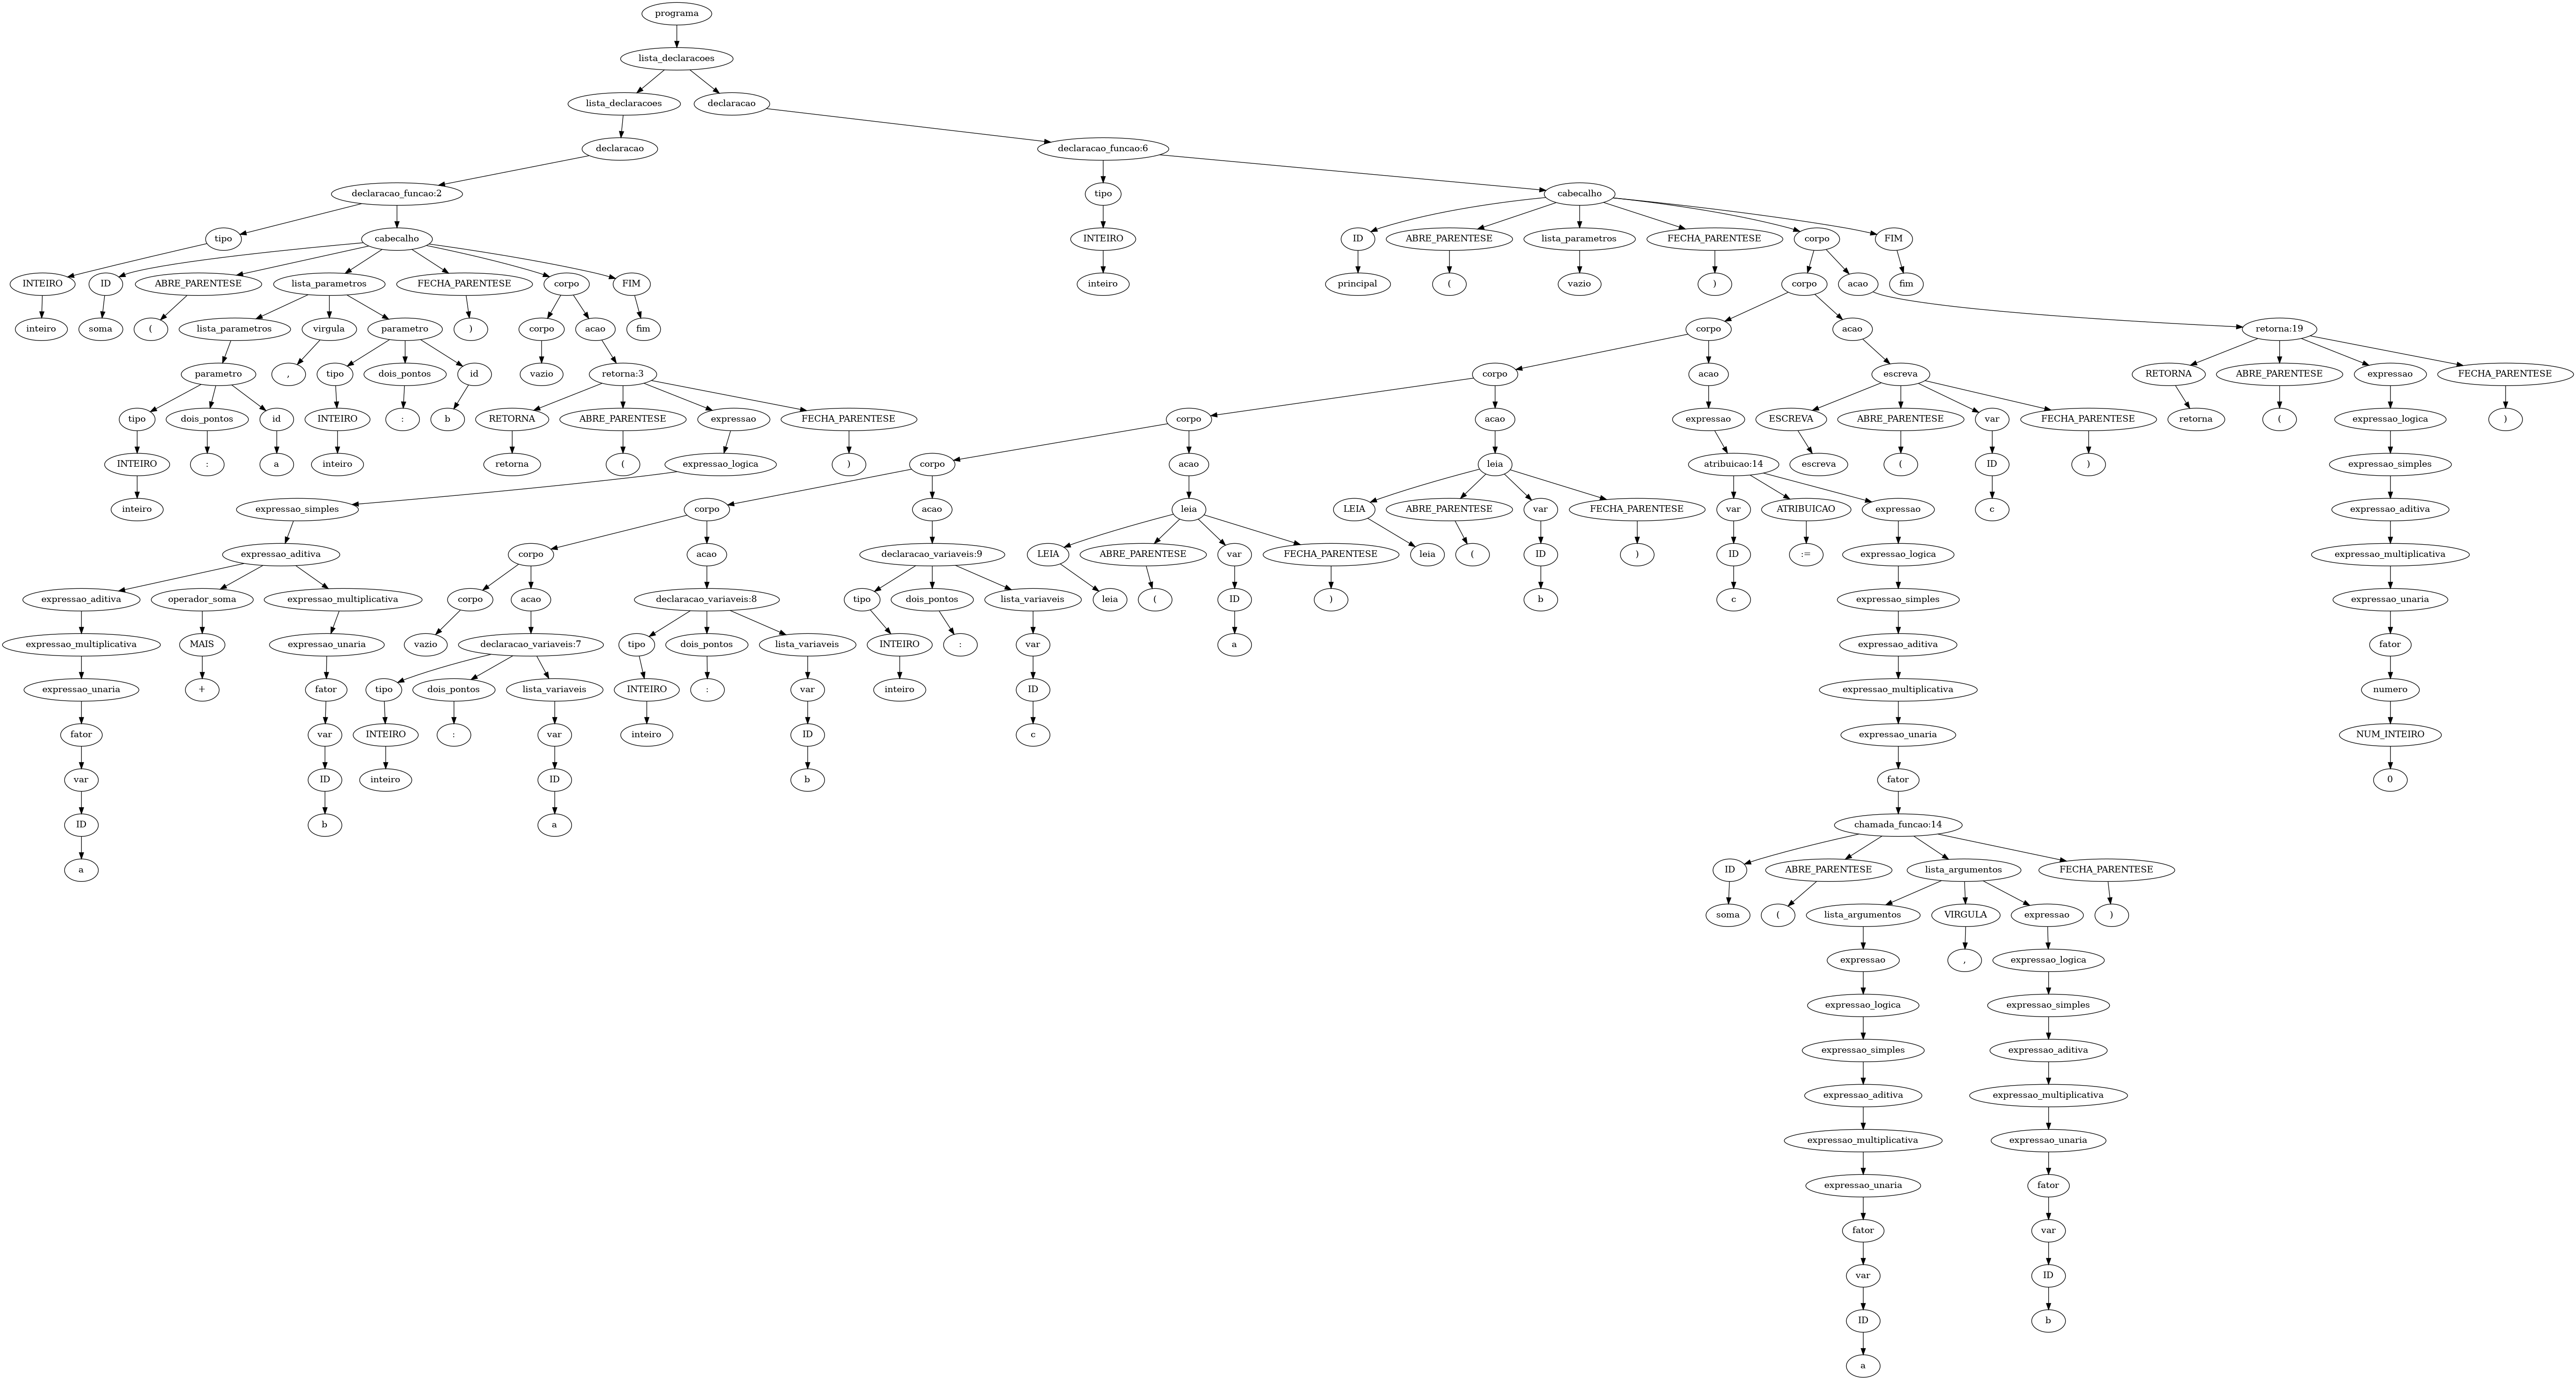 programa
lista_declaracoes
lista_declaracoes declaracao
declaracao declaracao_funcao:6
declaracao_funcao:2 tipo cabecalho
tipo cabecalho INTEIRO ID ABRE_PARENTESE lista_parametros FECHA_PARENTESE corpo FIM
INTEIRO ID ABRE_PARENTESE lista_parametros FECHA_PARENTESE corpo FIM inteiro principal ( vazio ) corpo acao fim
inteiro soma ( lista_parametros virgula parametro ) corpo acao fim corpo acao retorna:19
parametro , tipo dois_pontos id vazio retorna:3 corpo acao escreva RETORNA ABRE_PARENTESE expressao FECHA_PARENTESE
tipo dois_pontos id INTEIRO : b RETORNA ABRE_PARENTESE expressao FECHA_PARENTESE corpo acao expressao ESCREVA ABRE_PARENTESE var FECHA_PARENTESE retorna ( expressao_logica )
INTEIRO : a inteiro retorna ( expressao_logica ) corpo acao leia atribuicao:14 escreva ( ID ) expressao_simples
inteiro expressao_simples corpo acao leia LEIA ABRE_PARENTESE var FECHA_PARENTESE var ATRIBUICAO expressao c expressao_aditiva
expressao_aditiva corpo acao declaracao_variaveis:9 LEIA ABRE_PARENTESE var FECHA_PARENTESE leia ( ID ) ID := expressao_logica expressao_multiplicativa
expressao_aditiva operador_soma expressao_multiplicativa corpo acao declaracao_variaveis:8 tipo dois_pontos lista_variaveis leia ( ID ) b c expressao_simples expressao_unaria
expressao_multiplicativa MAIS expressao_unaria vazio declaracao_variaveis:7 tipo dois_pontos lista_variaveis INTEIRO : var a expressao_aditiva fator
expressao_unaria + fator tipo dois_pontos lista_variaveis INTEIRO : var inteiro ID expressao_multiplicativa numero
fator var INTEIRO : var inteiro ID c expressao_unaria NUM_INTEIRO
var ID inteiro ID b fator 0
ID b a chamada_funcao:14
a ID ABRE_PARENTESE lista_argumentos FECHA_PARENTESE
soma ( lista_argumentos VIRGULA expressao )
expressao , expressao_logica
expressao_logica expressao_simples
expressao_simples expressao_aditiva
expressao_aditiva expressao_multiplicativa
expressao_multiplicativa expressao_unaria
expressao_unaria fator
fator var
var ID
ID b
a